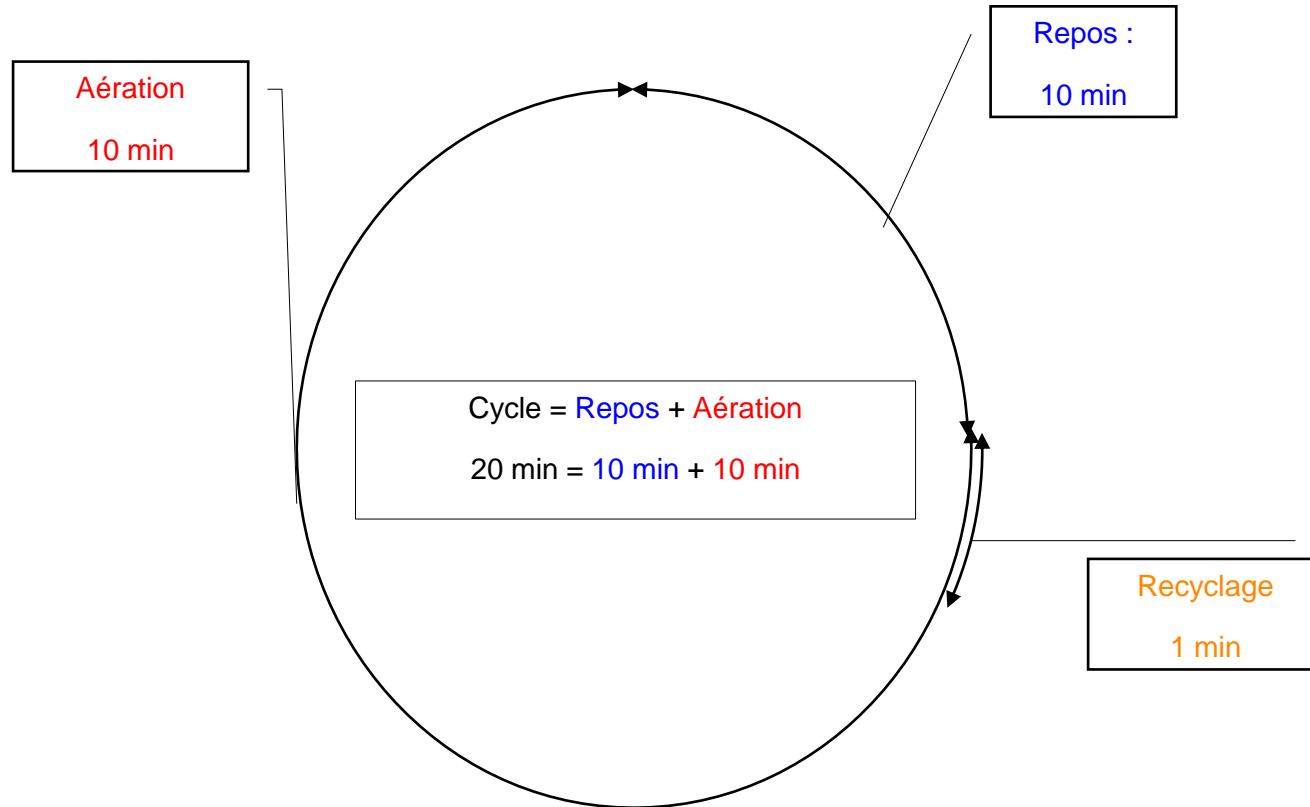 Aération
10 min
Repos :
10 min
Cycle = Repos + Aération
20 min = 10 min + 10 min
Recyclage
1 min